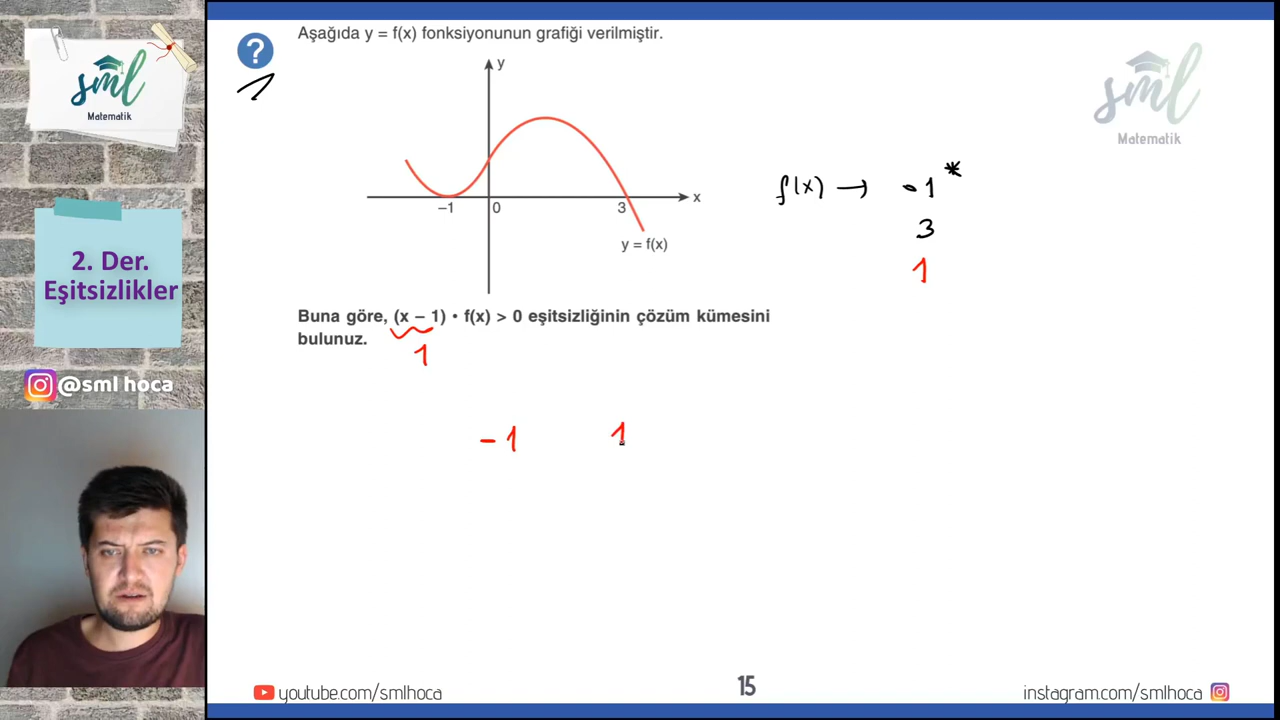 sml
Matematik
2. Der.
Eşitsizlikler
@sml hoca
?
1
Aşağıda y = f(x) fonksiyonunun grafiği verilmiştir.
y
x
-1
0
3
y = f(x)
Buna göre, (x – 1) • f(x) > 0 eşitsizliğinin çözüm kümesini
bulunuz.
1
f(x) → -1 *
3
1
-1 1
sml
Matematik
youtube.com/smlhoca
15
instagram.com/smlhoca